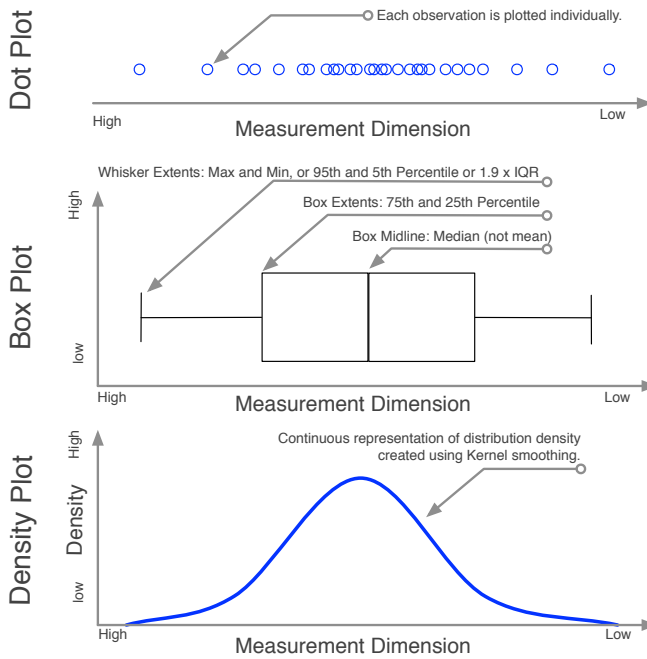 Dot Plot
Each observation is plotted individually.
High
Low
Measurement Dimension
Box Plot
Whisker Extents: Max and Min, or 95th and 5th Percentile or 1.9 x IQR
High
Box Extents: 75th and 25th Percentile
Box Midline: Median (not mean)
low
High
Low
Measurement Dimension
Density Plot
High
Density
low
Continuous representation of distribution density
created using Kernel smoothing.
High
Low
Measurement Dimension